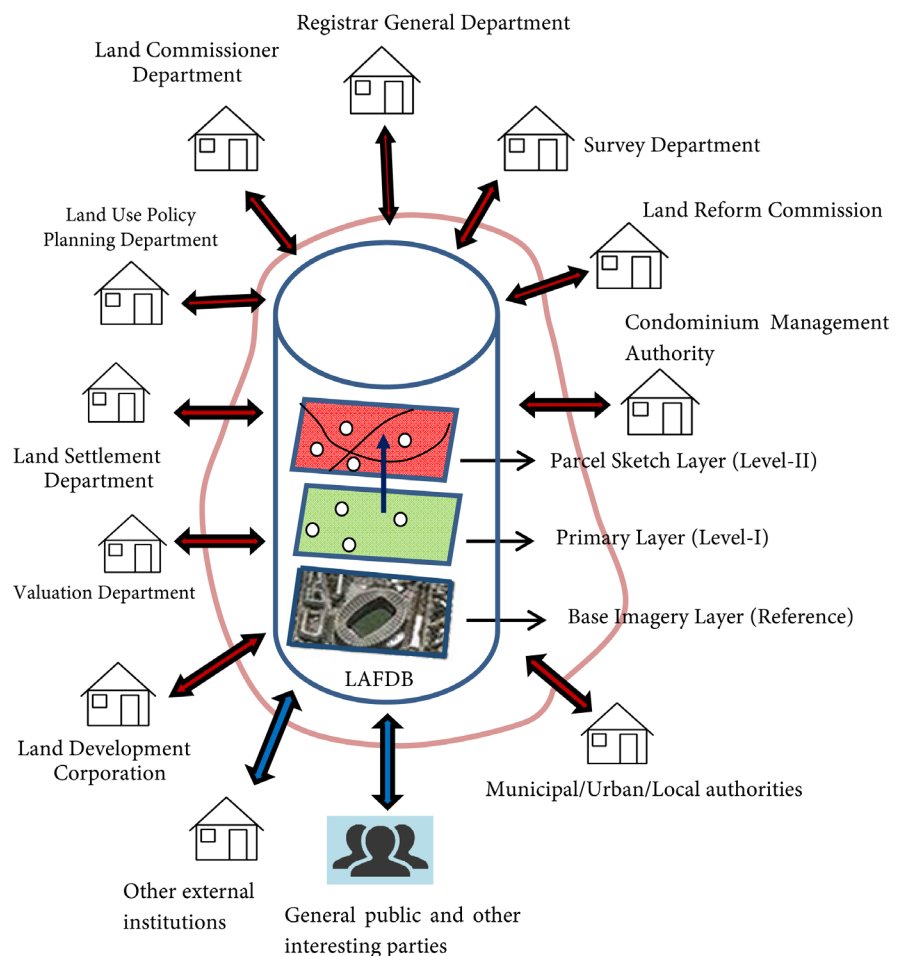 Registrar General Department
Land Commissioner
Department
Survey Department
Land Use Policy
Planning Department
Land Reform Commission
Condominium Management
Authority
Land Settlement
Department
Parcel Sketch Layer (Level-II)
Primary Layer (Level-I)
Valuation Department
Base Imagery Layer (Reference)
LAFDB
Land Development
Corporation
Municipal/Urban/Local authorities
Other external
institutions
General public and other
interesting parties